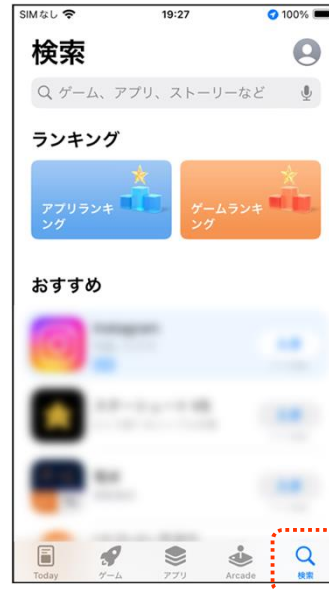 SIMなし 19:27 100%
検索
ゲーム、アプリ、ストーリーなど
ランキング
アプリランキ
ング
ゲームランキ
ング
おすすめ
Today ゲーム アプリ Arcade 検索